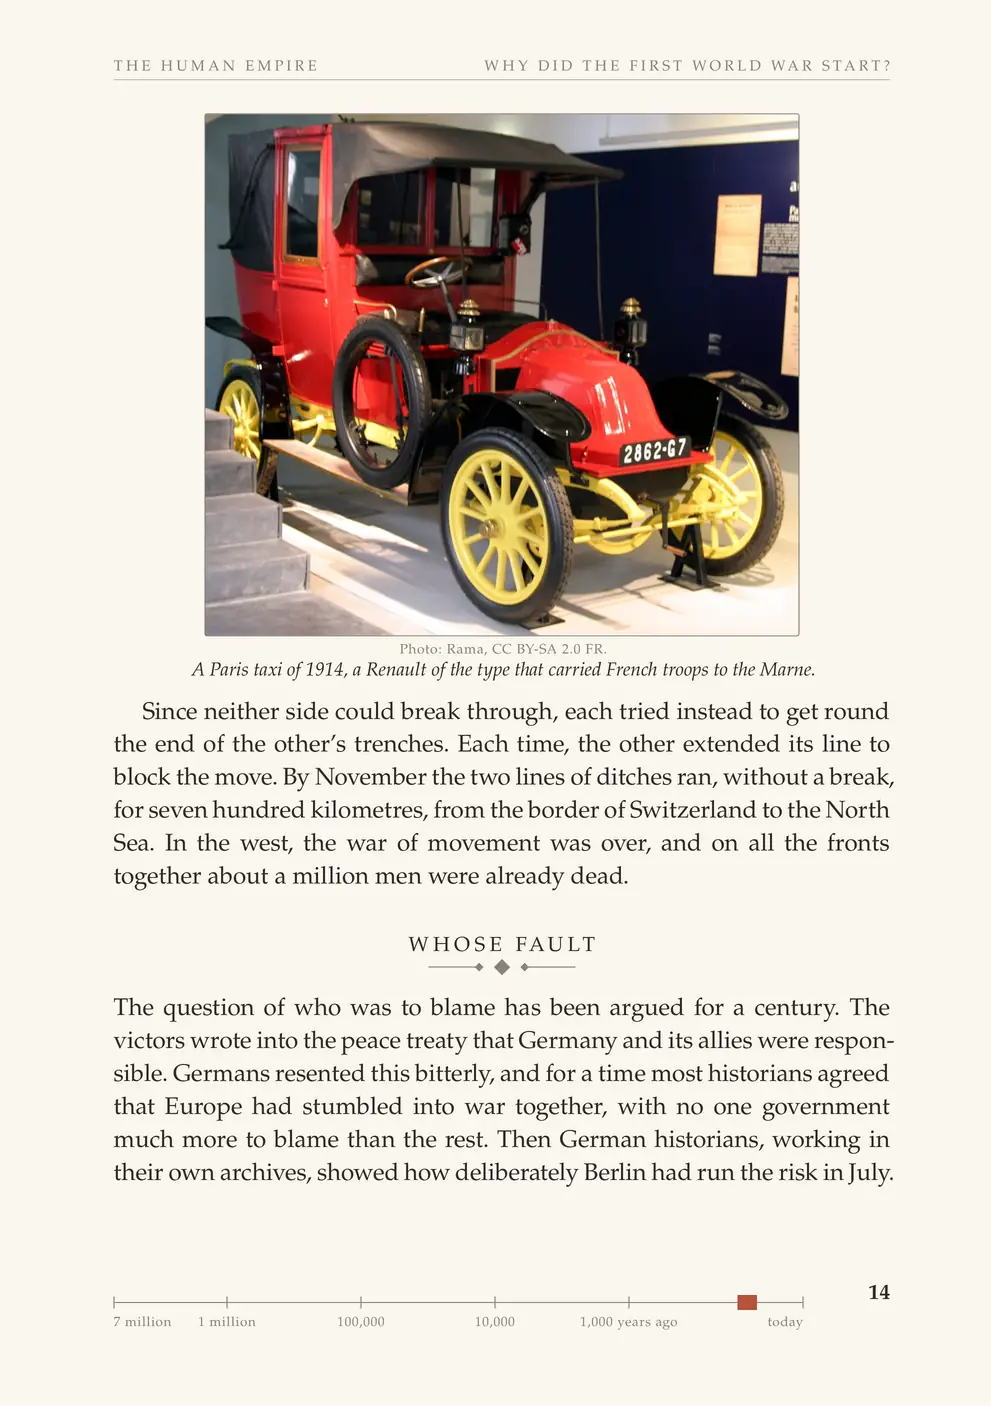 THE HUMAN EMPIRE
WHY DID THE FIRST WORLD WAR START?
2862-G7
Photo: Rama, CC BY-SA 2.0 FR.
A Paris taxi of 1914, a Renault of the type that carried French troops to the Marne.
Since neither side could break through, each tried instead to get round
the end of the other’s trenches. Each time, the other extended its line to
block the move. By November the two lines of ditches ran, without a break,
for seven hundred kilometres, from the border of Switzerland to the North
Sea. In the west, the war of movement was over, and on all the fronts
together about a million men were already dead.
WHOSE FAULT
The question of who was to blame has been argued for a century. The
victors wrote into the peace treaty that Germany and its allies were respon-
sible. Germans resented this bitterly, and for a time most historians agreed
that Europe had stumbled into war together, with no one government
much more to blame than the rest. Then German historians, working in
their own archives, showed how deliberately Berlin had run the risk in July.
14
7 million 1 million 100,000 10,000 1,000 years ago today